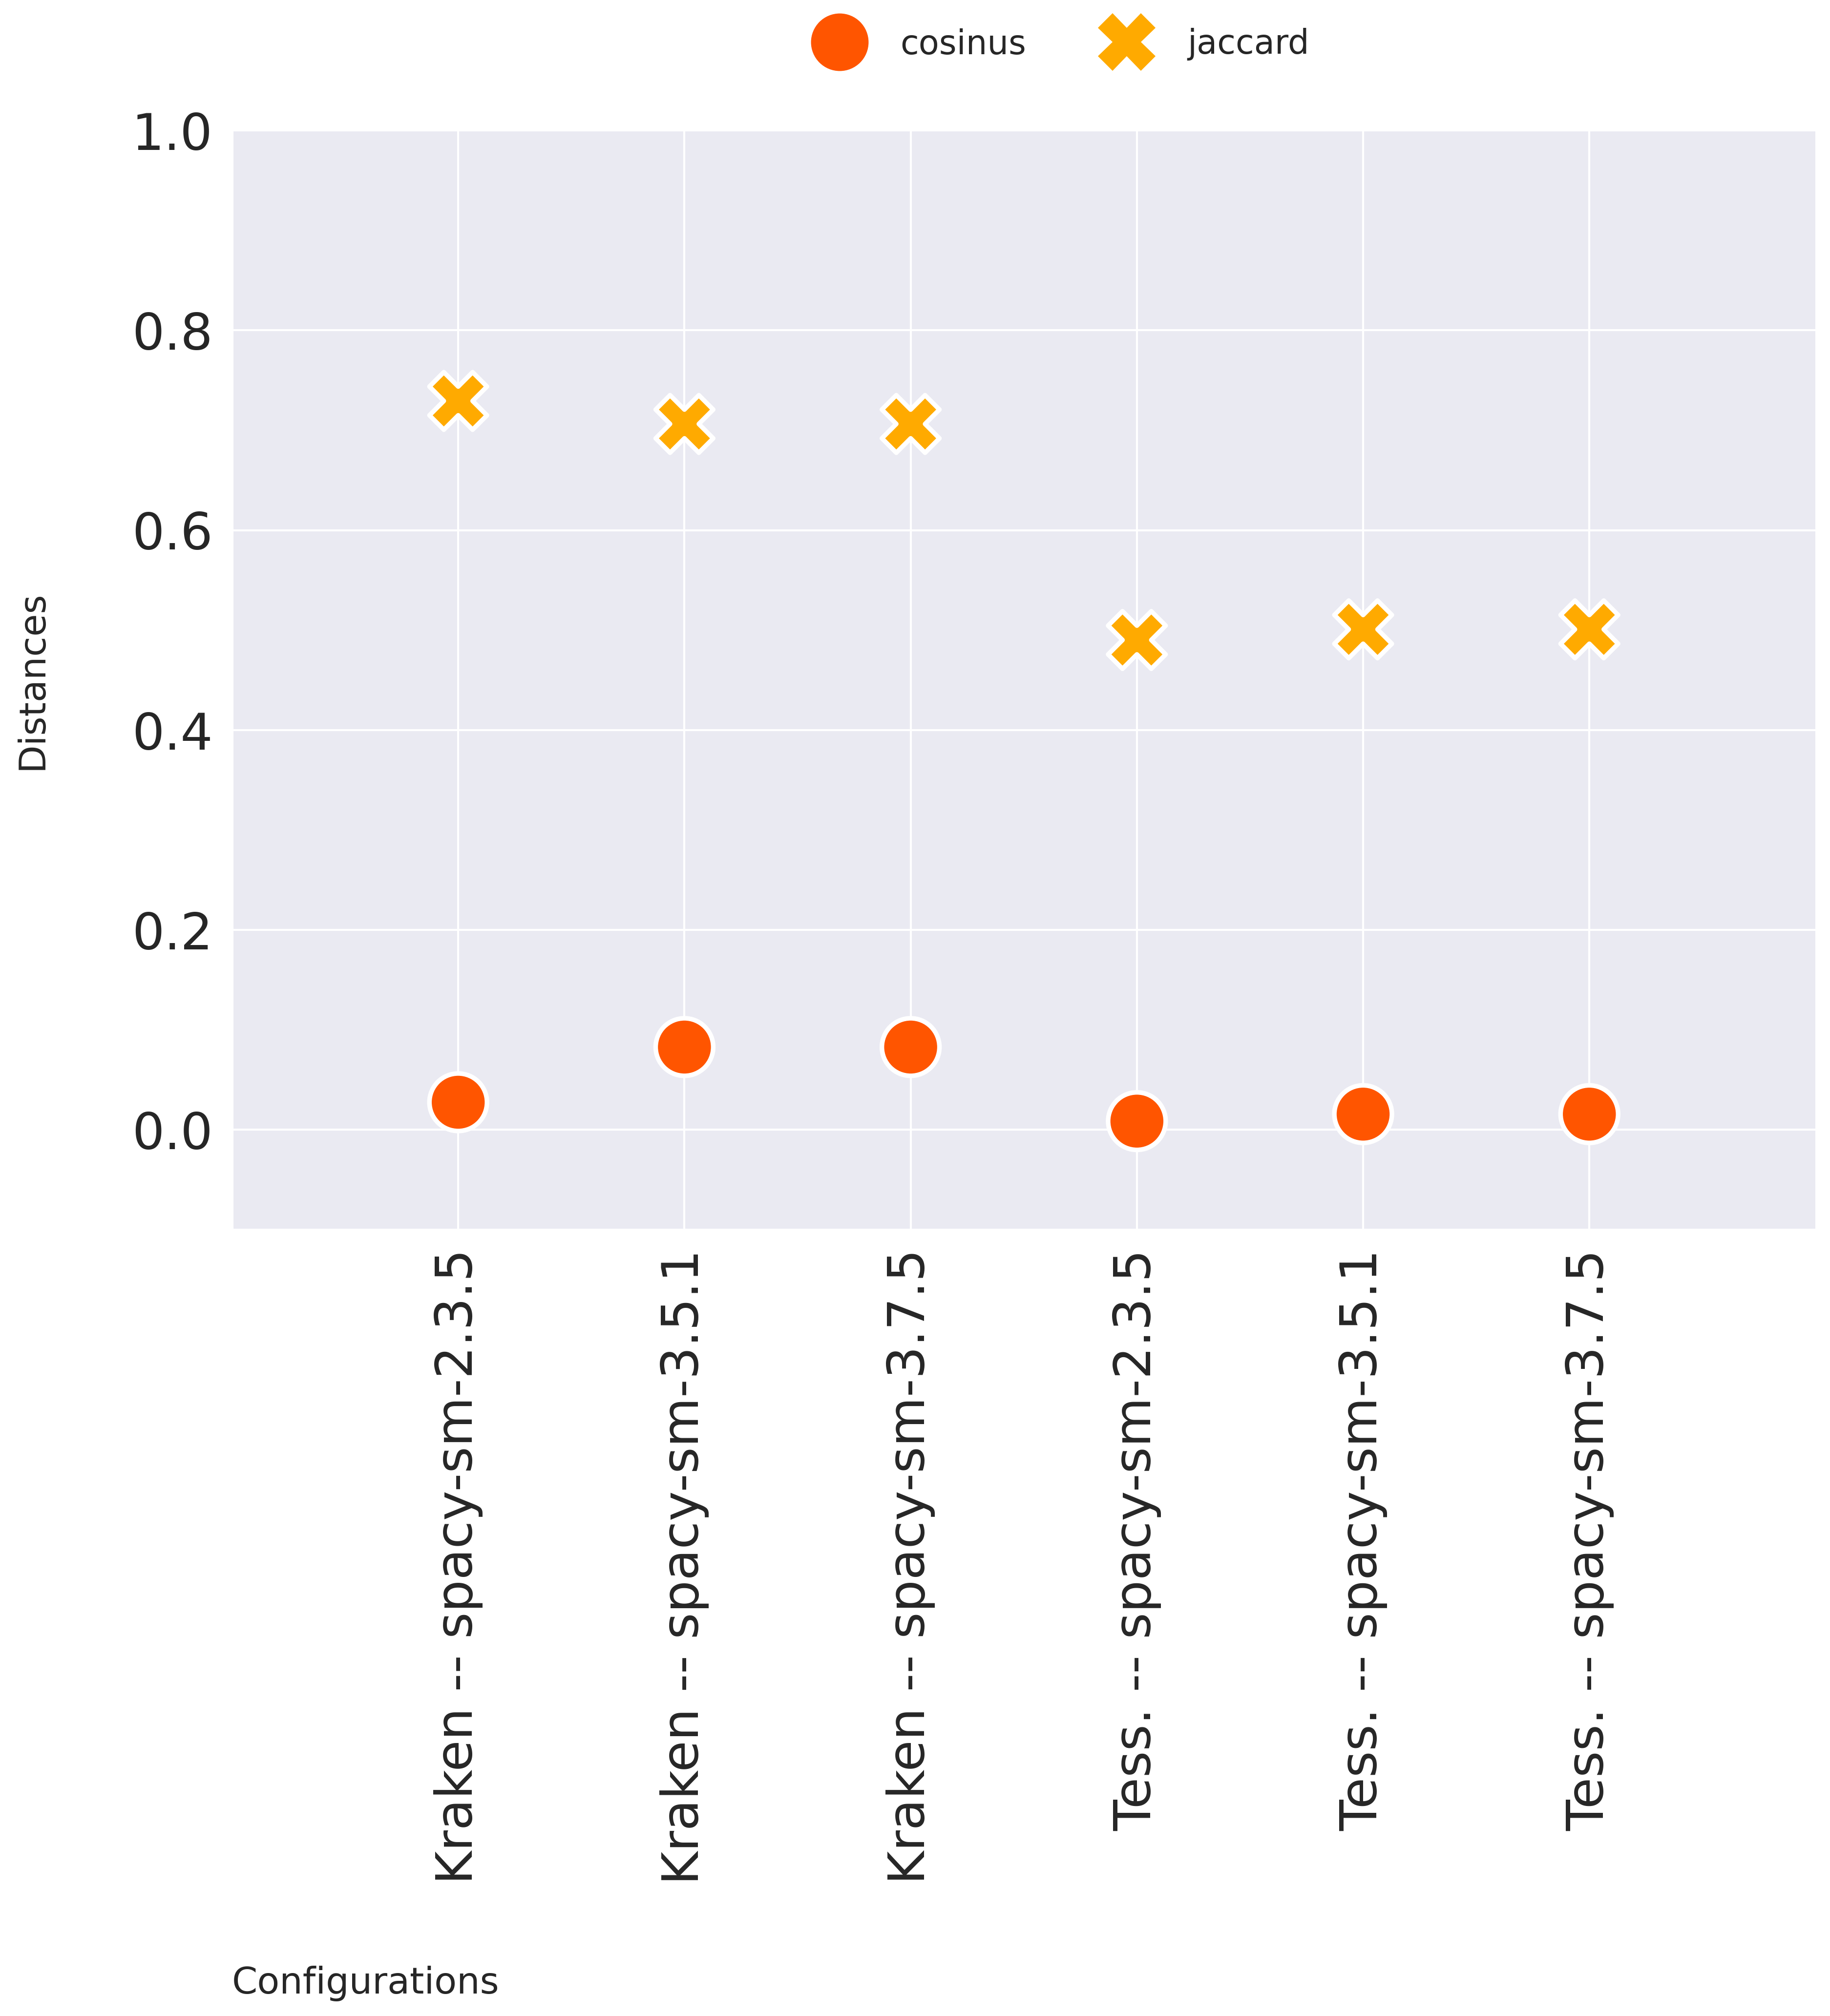 cosinus jaccard
1.0
0.8
0.6
0.4
0.2
0.0
Distances
Kraken -- spacy-sm-2.3.5
Kraken -- spacy-sm-3.5.1
Kraken -- spacy-sm-3.7.5
Tess. -- spacy-sm-2.3.5
Tess. -- spacy-sm-3.5.1
Tess. -- spacy-sm-3.7.5
Configurations